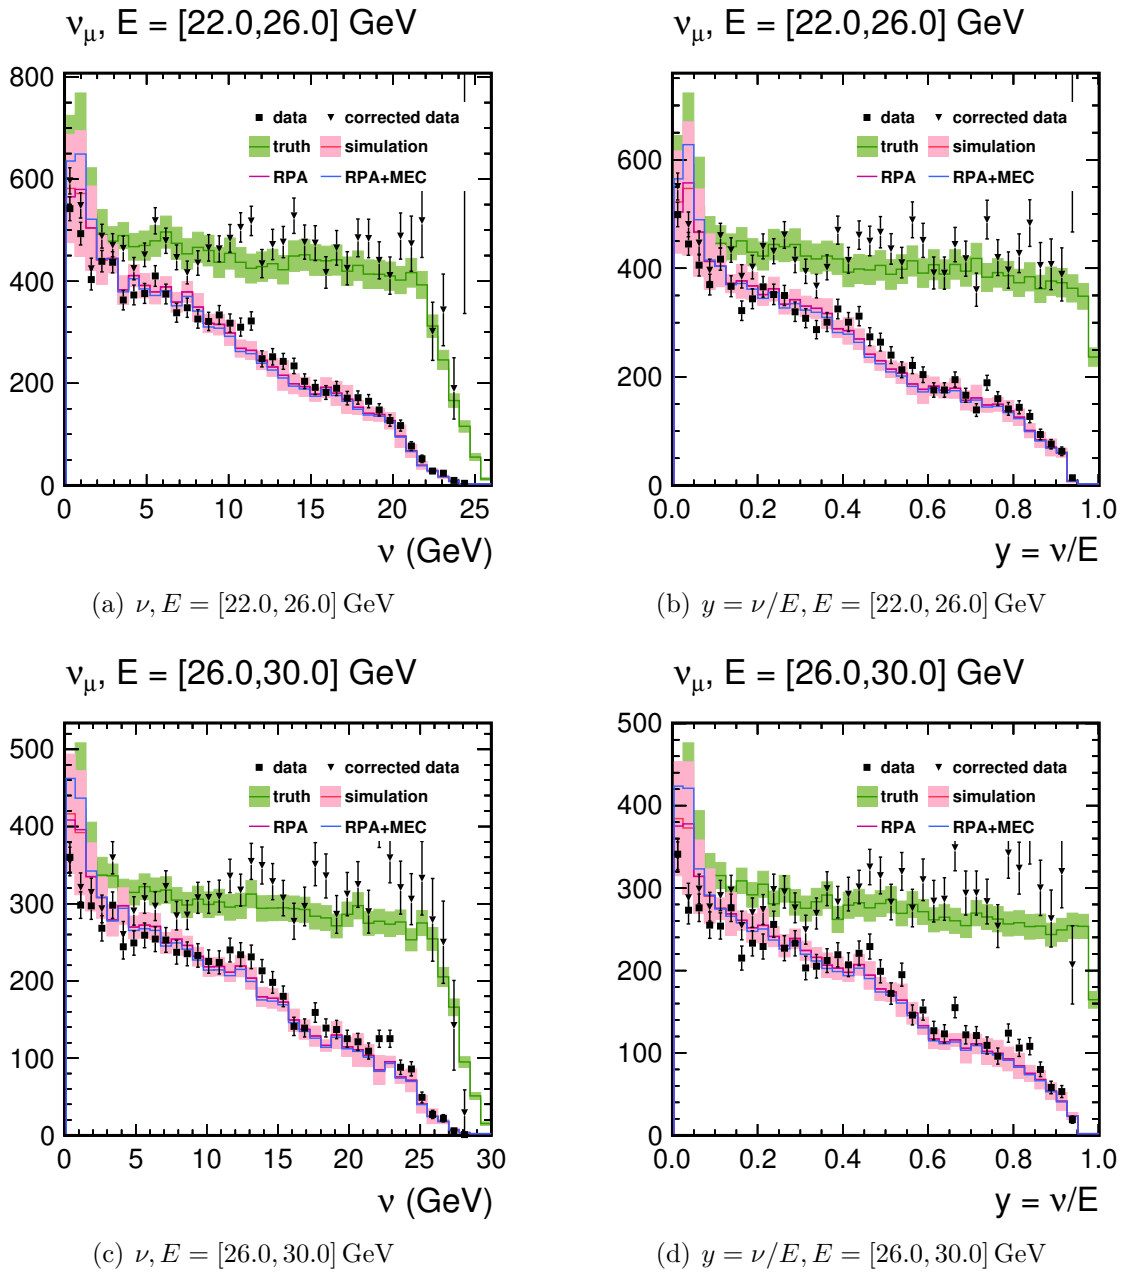 νμ, E = [22.0,26.0] GeV
800
600
400
200
0
0 5 10 15 20 25
ν (GeV)
data
corrected data
truth
simulation
RPA
RPA+MEC
(a) ν, E = [22.0, 26.0] GeV
νμ, E = [22.0,26.0] GeV
600
400
200
0
0.0 0.2 0.4 0.6 0.8 1.0
y = ν/E
data
corrected data
truth
simulation
RPA
RPA+MEC
(b) y = ν/E, E = [22.0, 26.0] GeV
νμ, E = [26.0,30.0] GeV
500
400
300
200
100
0
0 5 10 15 20 25 30
ν (GeV)
data
corrected data
truth
simulation
RPA
RPA+MEC
(c) ν, E = [26.0, 30.0] GeV
νμ, E = [26.0,30.0] GeV
500
400
300
200
100
0
0.0 0.2 0.4 0.6 0.8 1.0
y = ν/E
data
corrected data
truth
simulation
RPA
RPA+MEC
(d) y = ν/E, E = [26.0, 30.0] GeV